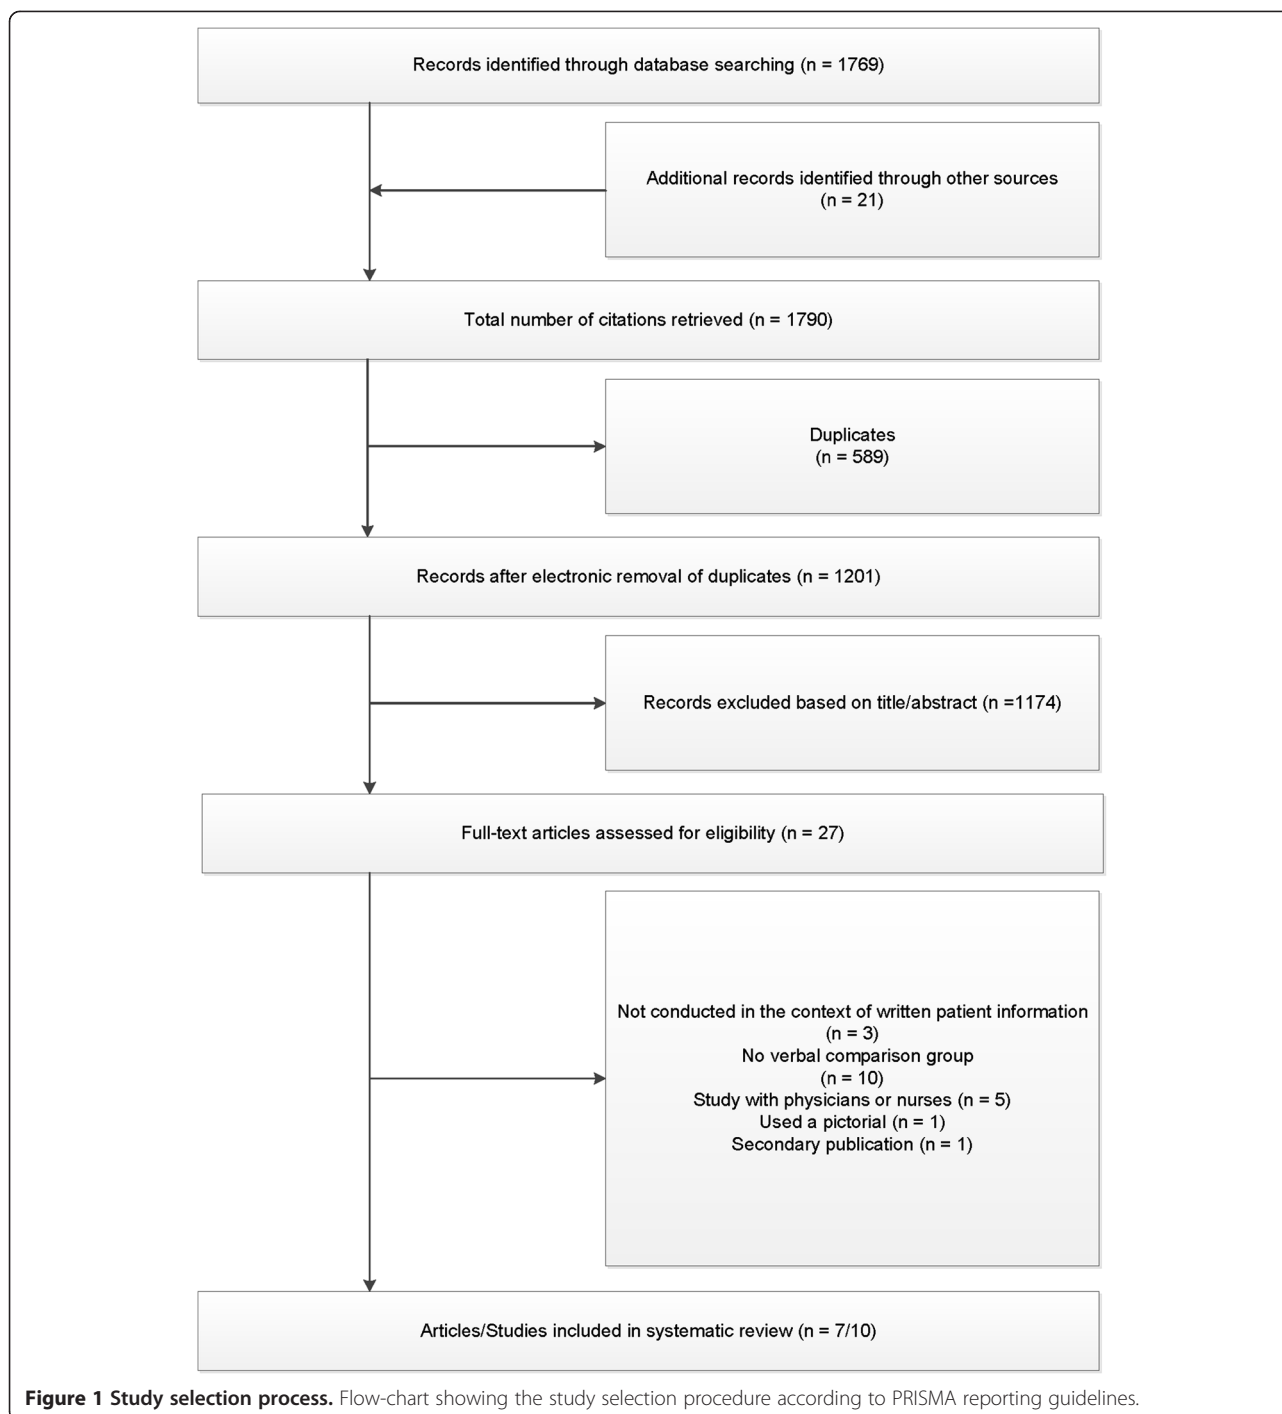 Records identified through database searching (n = 1769)
Additional records identified through other sources
(n = 21)
Total number of citations retrieved (n = 1790)
Duplicates
(n = 589)
Records after electronic removal of duplicates (n = 1201)
Records excluded based on title/abstract (n =1174)
Full-text articles assessed for eligibility (n = 27)
Not conducted in the context of written patient information
(n = 3)
No verbal comparison group
(n = 10)
Study with physicians or nurses (n = 5)
Used a pictorial (n = 1)
Secondary publication (n = 1)
Articles/Studies included in systematic review (n = 7/10)
Figure 1 Study selection process. Flow-chart showing the study selection procedure according to PRISMA reporting guidelines.